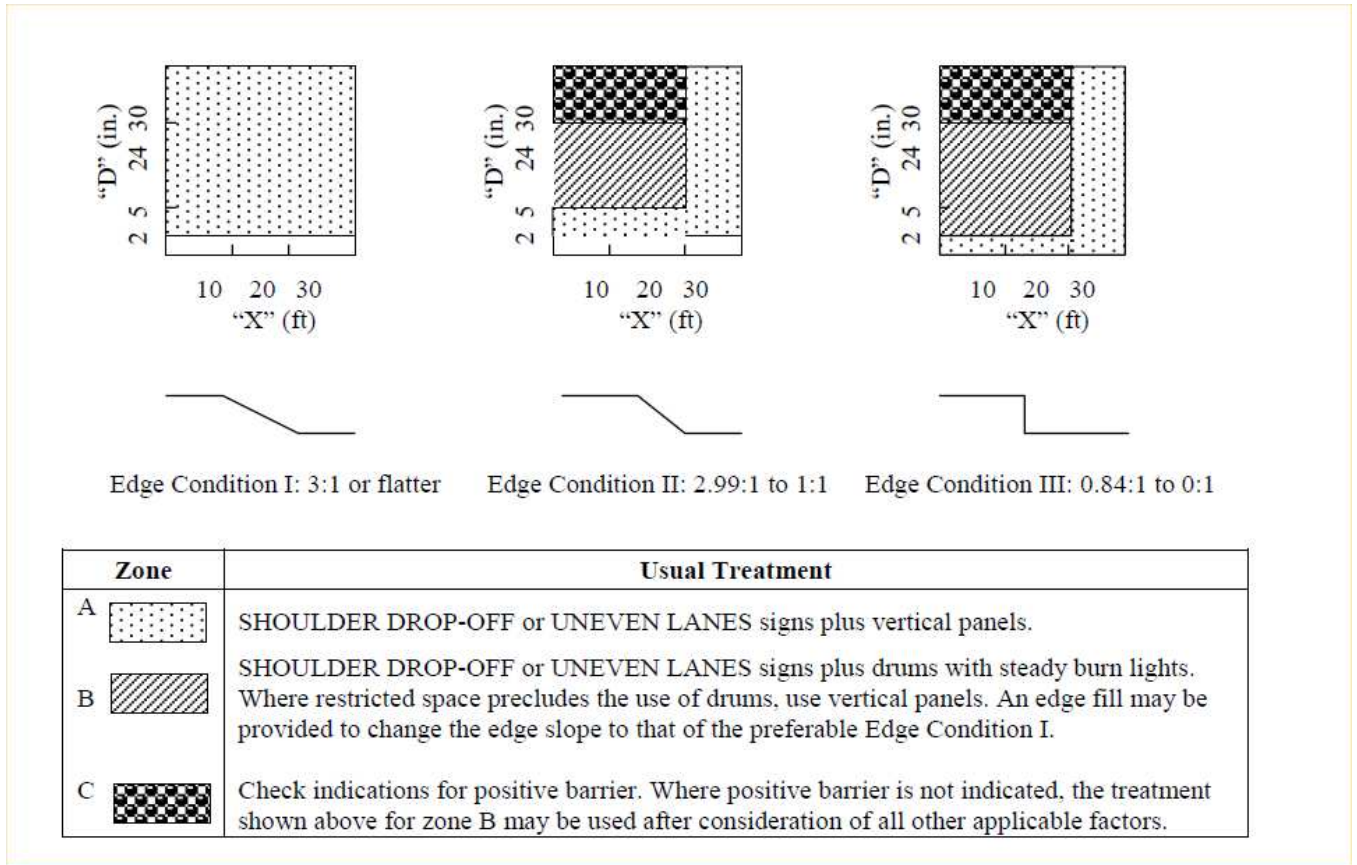 "D" (in.)
30
24
5
2
10 20 30
"X" (ft)
"D" (in.)
30
24
5
2
10 20 30
"X" (ft)
"D" (in.)
30
24
5
2
10 20 30
"X" (ft)
Edge Condition I: 3:1 or flatter
Edge Condition II: 2.99:1 to 1:1
Edge Condition III: 0.84:1 to 0:1
Zone
Usual Treatment
A
SHOULDER DROP-OFF or UNEVEN LANES signs plus vertical panels.
B
SHOULDER DROP-OFF or UNEVEN LANES signs plus drums with steady burn lights.
Where restricted space precludes the use of drums, use vertical panels. An edge fill may be
provided to change the edge slope to that of the preferable Edge Condition I.
C
Check indications for positive barrier. Where positive barrier is not indicated, the treatment
shown above for zone B may be used after consideration of all other applicable factors.